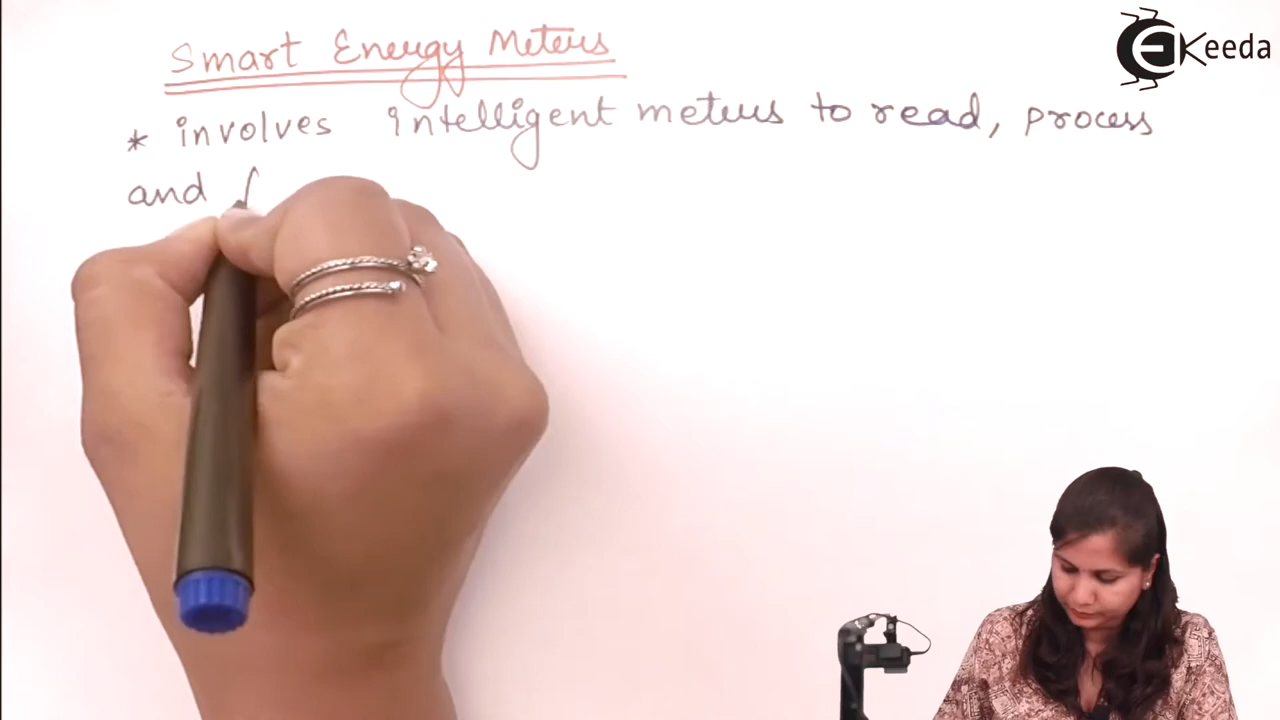 Smart Energy Meters
Keeda
* involves intelligent meters to read, process
and